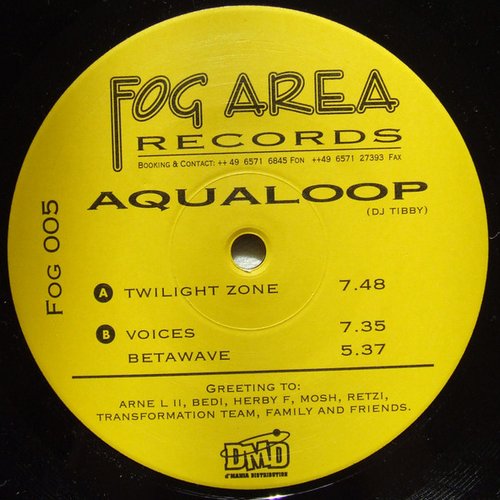 FOG AREA
RECORDS
BOOKING & CONTACT: ++ 49 6571 6845 FON ++49 6571 27393 FAX
AQUALOOP
(DJ TIBBY)
FOG 005
A TWILIGHT ZONE 7.48
B VOICES 7.35
BETAWAVE 5.37
GREETING TO:
ARNE L II, BEDI, HERBY F, MOSH, RETZI,
TRANSFORMATION TEAM, FAMILY AND FRIENDS.
DMD
d'MANIA DISTRIBUTION